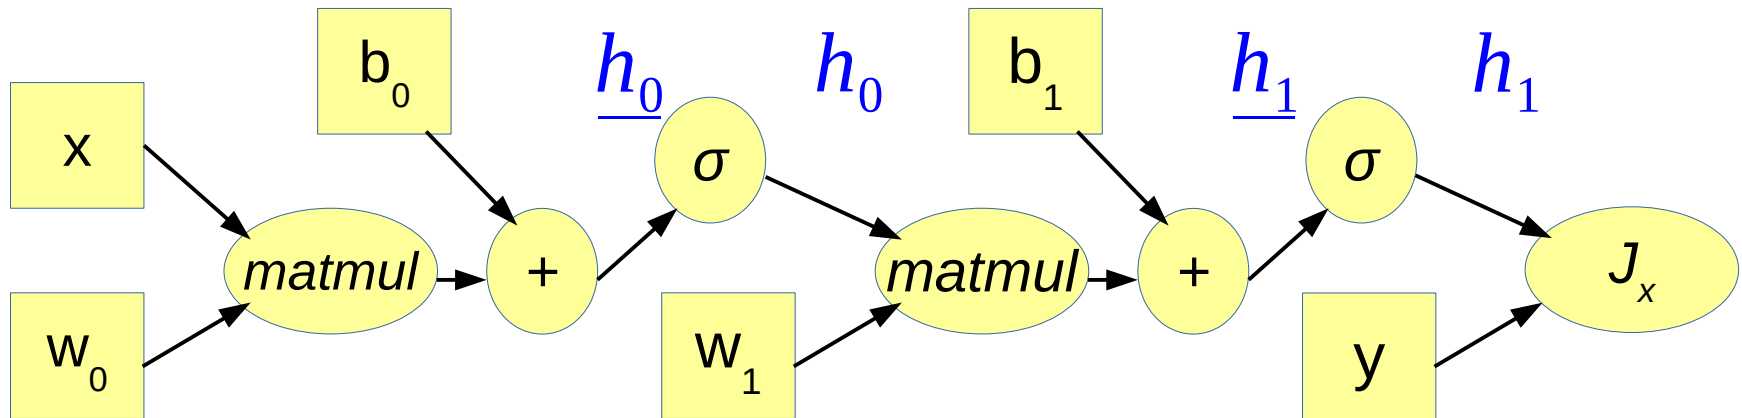 x
w₀
matmul
b₀
+
h₀
σ
h₀
w₁
matmul
b₁
+
h₁
σ
h₁
y
Jₓ